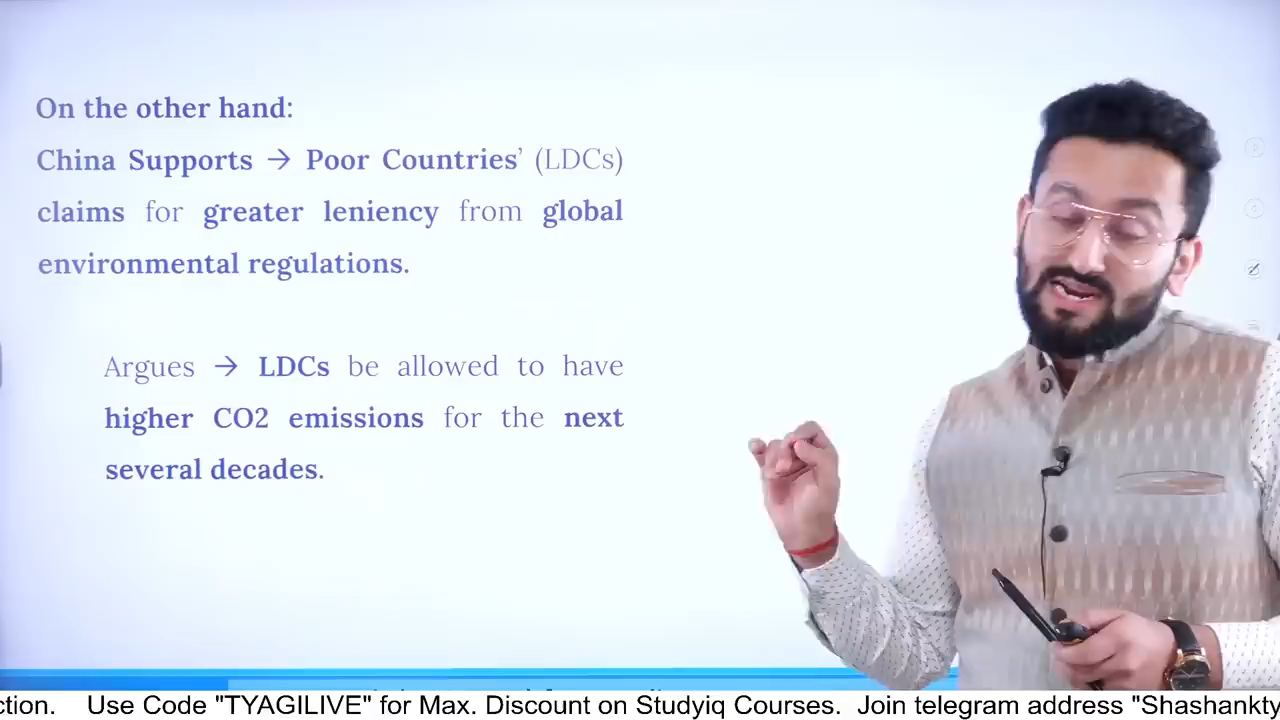 On the other hand:
China Supports → Poor Countries’ (LDCs)
claims for greater leniency from global
environmental regulations.
Argues → LDCs be allowed to have
higher CO2 emissions for the next
several decades.
ction. Use Code "TYAGILIVE" for Max. Discount on Studyiq Courses. Join telegram address "Shashankty